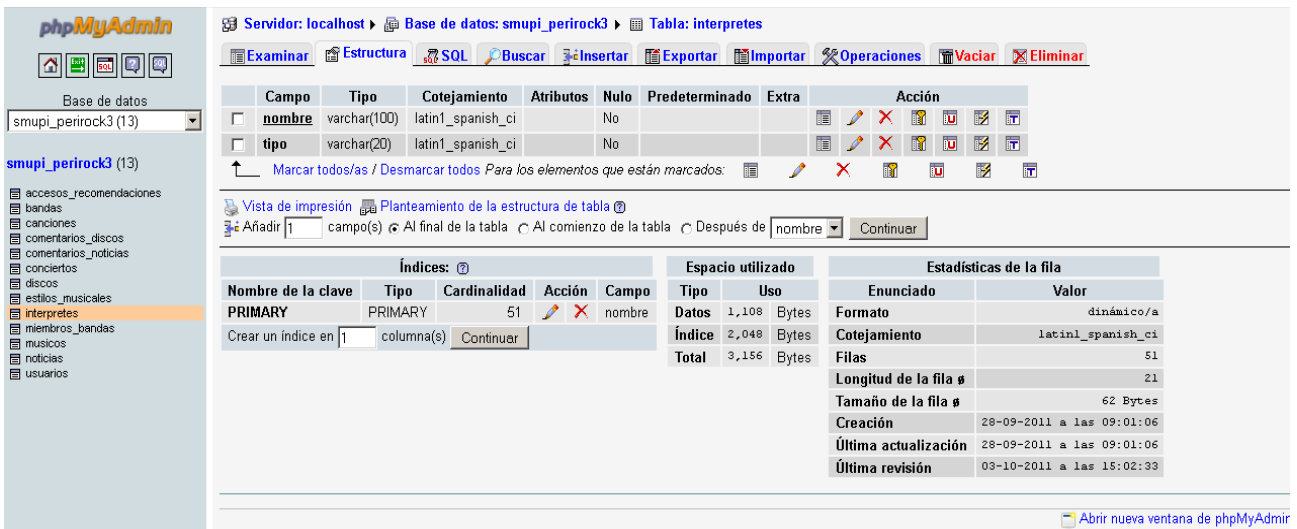 phpMyAdmin
Base de datos
smupi_perirock3 (13)
smupi_perirock3 (13)
accesos_recomendaciones
bandas
canciones
comentarios_discos
comentarios_noticias
conciertos
discos
estilos_musicales
interpretes
miembros_bandas
musicos
noticias
usuarios
Servidor: localhost ▸ Base de datos: smupi_perirock3 ▸ Tabla: interpretes
Examinar Estructura SQL Buscar Insertar Exportar Importar Operaciones Vaciar Eliminar
Campo Tipo Cotejamiento Atributos Nulo Predeterminado Extra Acción
nombre varchar(100) latin1_spanish_ci No
tipo varchar(20) latin1_spanish_ci No
Marcar todos/as / Desmarcar todos Para los elementos que están marcados:
Vista de impresión Planteamiento de la estructura de tabla
Añadir 1 campo(s) Al final de la tabla Al comienzo de la tabla Después de nombre Continuar
Índices:
Nombre de la clave Tipo Cardinalidad Acción Campo
PRIMARY PRIMARY 51 nombre
Crear un índice en 1 columna(s) Continuar
Espacio utilizado
Tipo Uso
Datos 1,108 Bytes
Índice 2,048 Bytes
Total 3,156 Bytes
Estadísticas de la fila
Enunciado Valor
Formato dinámico/a
Cotejamiento latin1_spanish_ci
Filas 51
Longitud de la fila ø 21
Tamaño de la fila ø 62 Bytes
Creación 28-09-2011 a las 09:01:06
Última actualización 28-09-2011 a las 09:01:06
Última revisión 03-10-2011 a las 15:02:33
Abrir nueva ventana de phpMyAdmin